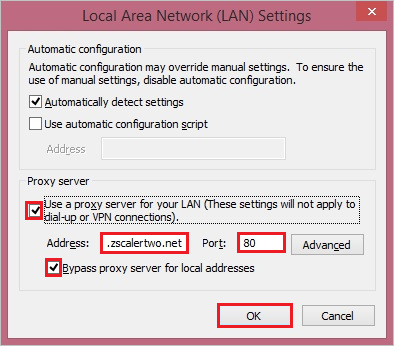 Local Area Network (LAN) Settings
Automatic configuration
Automatic configuration may override manual settings. To ensure the
use of manual settings, disable automatic configuration.
Automatically detect settings
Use automatic configuration script
Address
Proxy server
Use a proxy server for your LAN (These settings will not apply to
dial-up or VPN connections).
Address: .zscalertwo.net Port: 80 Advanced
Bypass proxy server for local addresses
OK Cancel